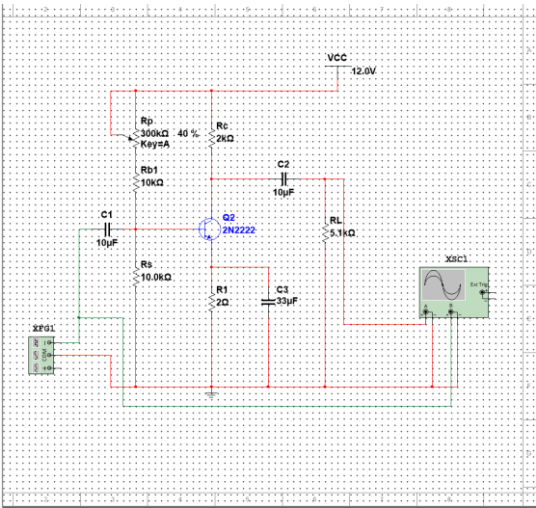 VCC
12.0V
Rp
300kΩ 40 %
Key=A
Rc
2kΩ
Rb1
10kΩ
C2
10µF
C1
10µF
Q2
2N2222
RL
5.1kΩ
Rs
10.0kΩ
R1
2Ω
C3
33µF
XSC1
Ext Trig
A
B
XFG1
COM